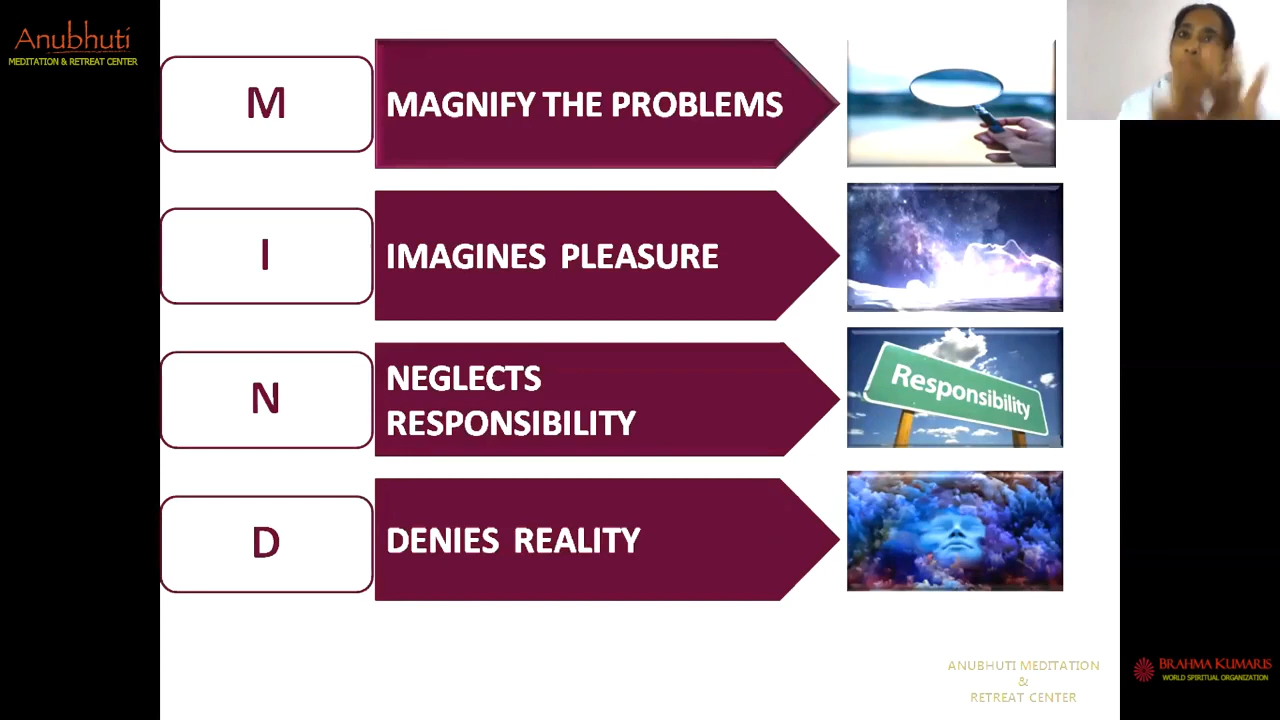 Anubhuti
MEDITATION & RETREAT CENTER
M
MAGNIFY THE PROBLEMS
I
IMAGINES PLEASURE
N
NEGLECTS
RESPONSIBILITY
Responsibility
D
DENIES REALITY
ANUBHUTI MEDITATION
&
RETREAT CENTER
BRAHMA KUMARIS
WORLD SPIRITUAL ORGANIZATION